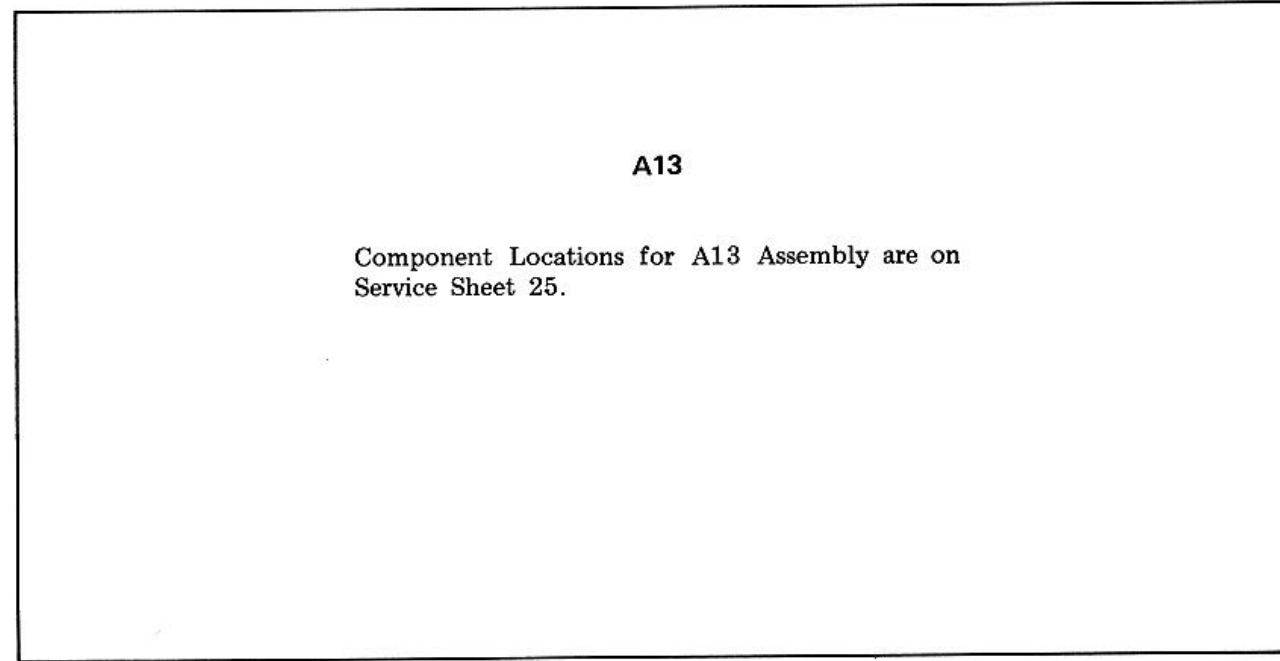 A13
Component Locations for A13 Assembly are on
Service Sheet 25.